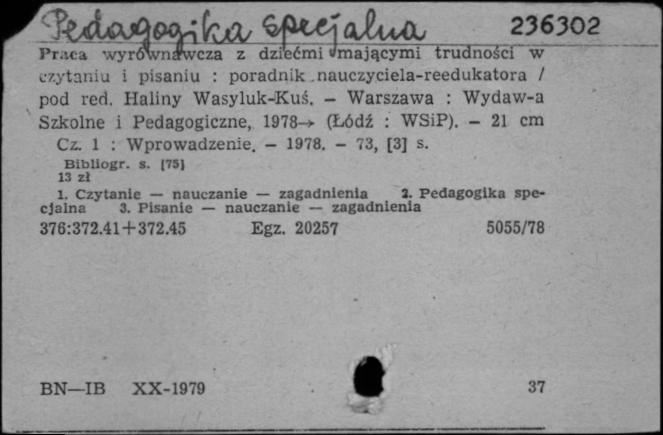 Pedagogika specjalna 236302
Praca wyrównawcza z dziećmi mającymi trudności w
czytaniu i pisaniu : poradnik nauczyciela-reedukatora /
pod red. Haliny Wasyluk-Kuś. — Warszawa : Wydaw-a
Szkolne i Pedagogiczne, 1978→ (Łódź : WSiP). — 21 cm
Cz. 1 : Wprowadzenie. — 1978. — 73, [3] s.
Bibliogr. s. [75]
13 zł
1. Czytanie — nauczanie — zagadnienia 2. Pedagogika spe-
cjalna 3. Pisanie — nauczanie — zagadnienia
376:372.41+372.45 Egz. 20257 5055/78
BN—IB XX-1979 37